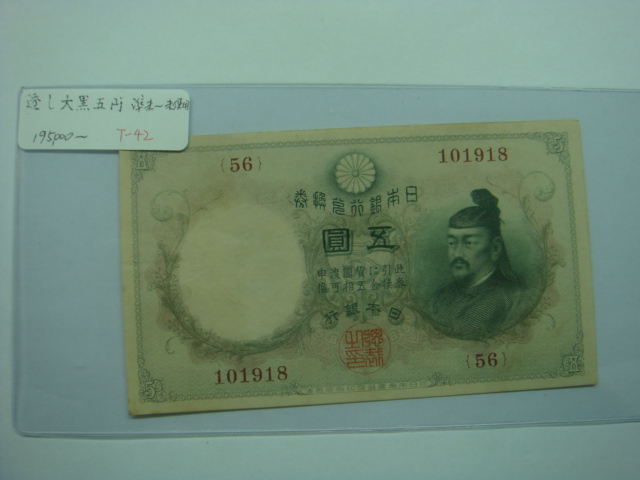 透し大黒五円
195,000~ T-42
{56} 101918
日本銀行兌換券
五圓
此券引換に金貨五圓相渡可申候
日本銀行
101918 {56}